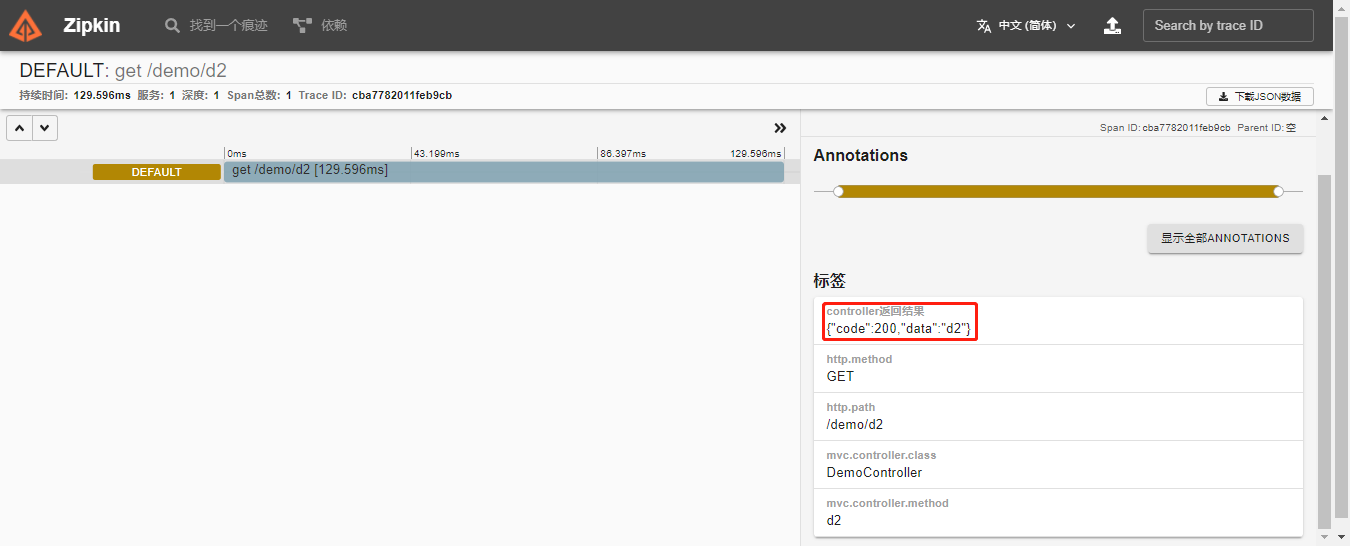 Zipkin
找到一个痕迹
依赖
中文 (简体)
Search by trace ID
DEFAULT: get /demo/d2
持续时间: 129.596ms 服务: 1 深度: 1 Span总数: 1 Trace ID: cba7782011feb9cb
下载JSON数据
0ms 43.199ms 86.397ms 129.596ms
DEFAULT
get /demo/d2 [129.596ms]
Span ID: cba7782011feb9cb Parent ID: 空
Annotations
显示全部ANNOTATIONS
标签
controller返回结果
{"code":200,"data":"d2"}
http.method
GET
http.path
/demo/d2
mvc.controller.class
DemoController
mvc.controller.method
d2